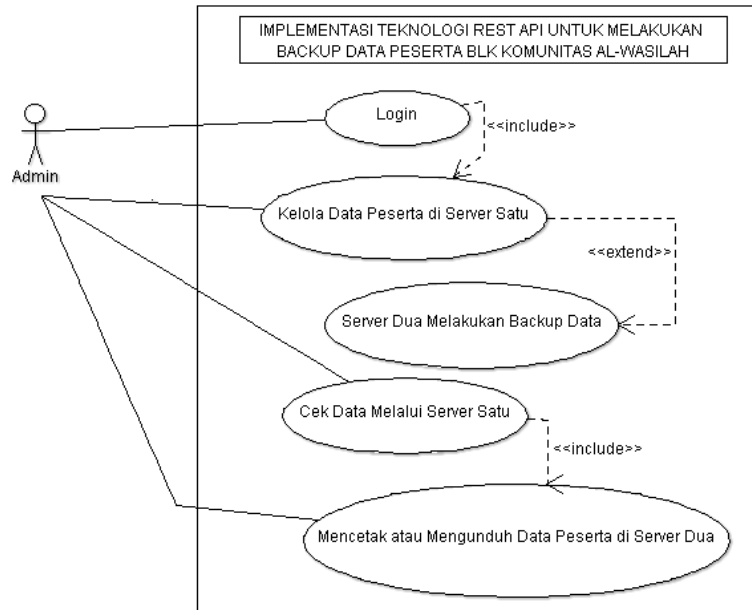 IMPLEMENTASI TEKNOLOGI REST API UNTUK MELAKUKAN
BACKUP DATA PESERTA BLK KOMUNITAS AL-WASILAH
Login
<<include>>
Admin
Kelola Data Peserta di Server Satu
<<extend>>
Server Dua Melakukan Backup Data
Cek Data Melalui Server Satu
<<include>>
Mencetak atau Mengunduh Data Peserta di Server Dua